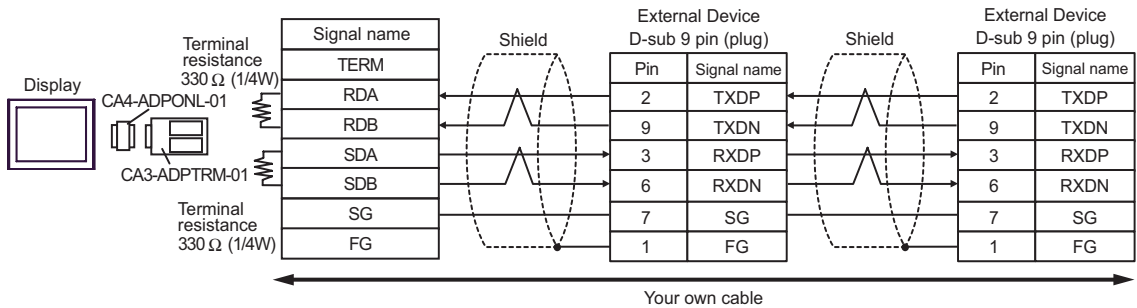 Display
CA4-ADPONL-01
CA3-ADPTRM-01
Terminal
resistance
330 Ω (1/4W)
Terminal
resistance
330 Ω (1/4W)
Signal name
TERM
RDA
RDB
SDA
SDB
SG
FG
Shield
External Device
D-sub 9 pin (plug)
Pin Signal name
2 TXDP
9 TXDN
3 RXDP
6 RXDN
7 SG
1 FG
Shield
External Device
D-sub 9 pin (plug)
Pin Signal name
2 TXDP
9 TXDN
3 RXDP
6 RXDN
7 SG
1 FG
Your own cable